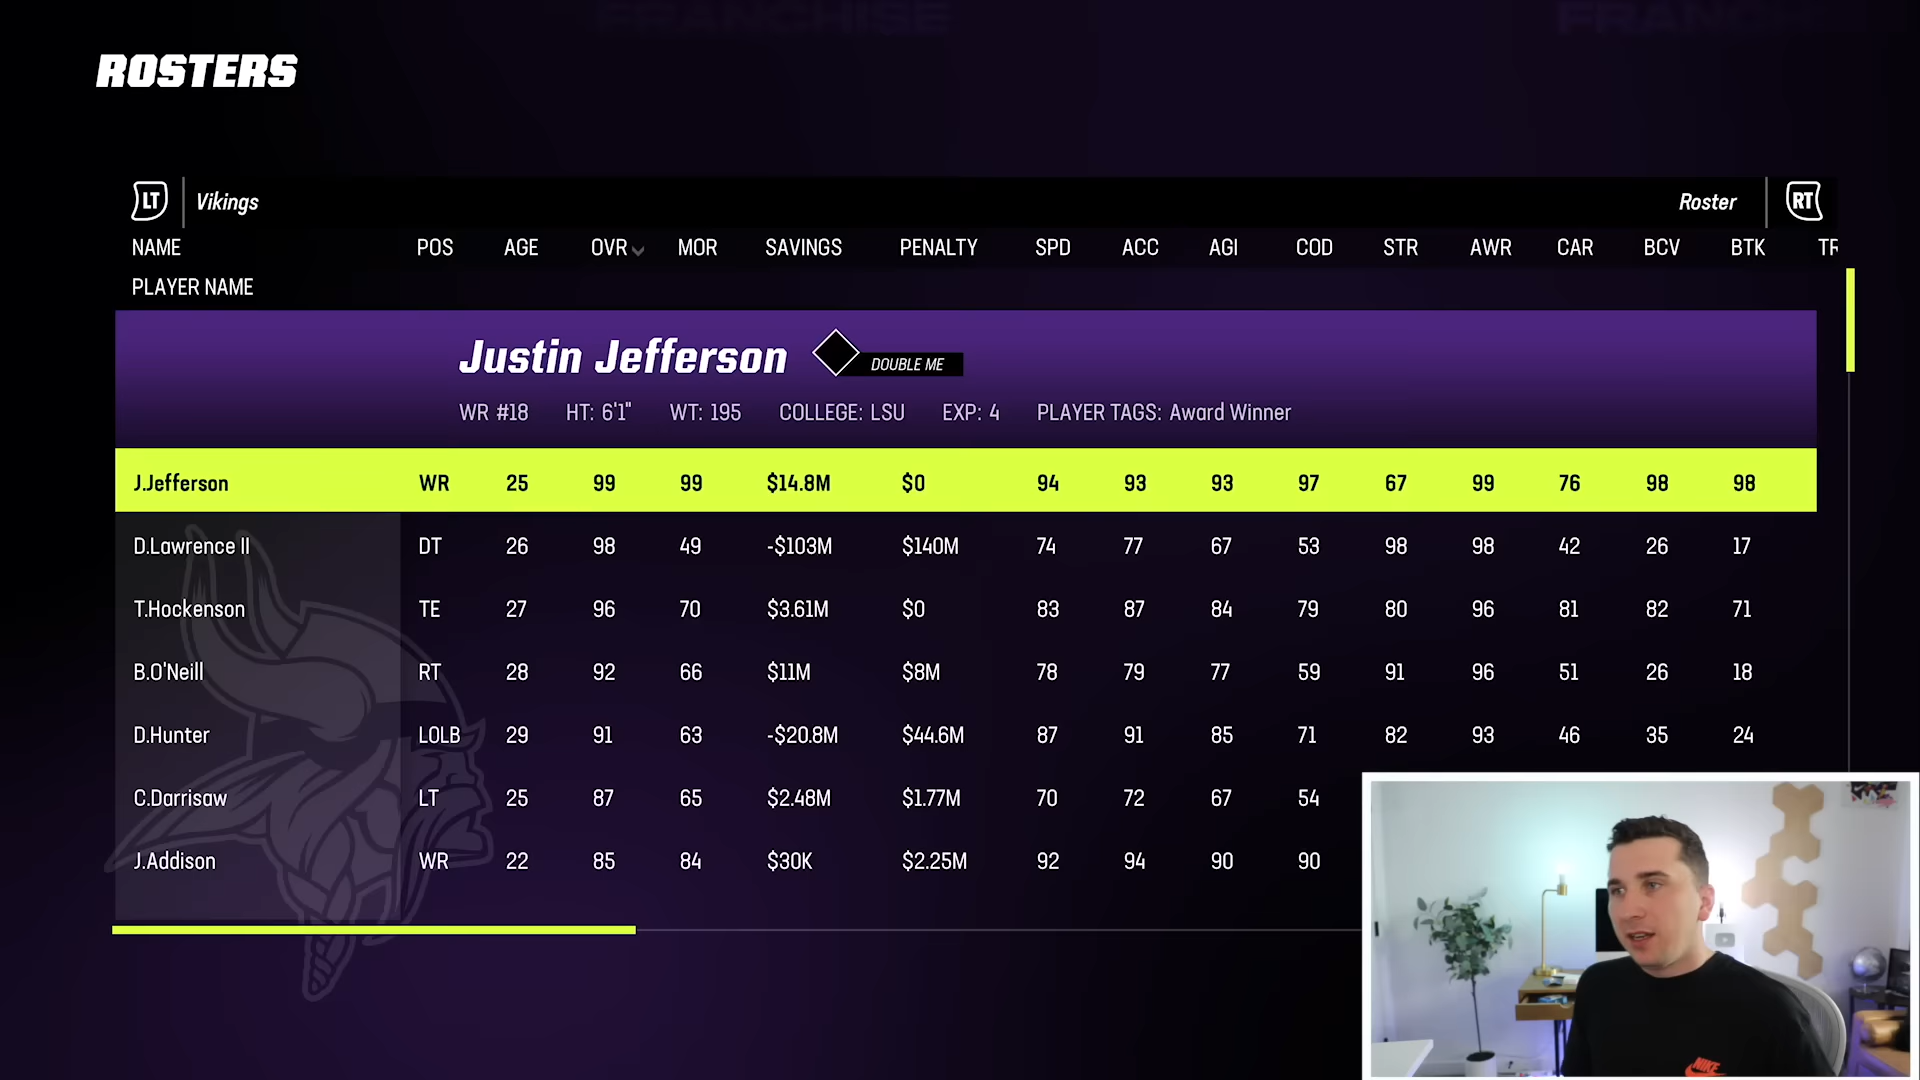 FRANCHISE
ROSTERS
LT Vikings Roster RT
NAME POS AGE OVR MOR SAVINGS PENALTY SPD ACC AGI COD STR AWR CAR BCV BTK TR
PLAYER NAME
Justin Jefferson DOUBLE ME
WR #18 HT: 6'1" WT: 195 COLLEGE: LSU EXP: 4 PLAYER TAGS: Award Winner
J.Jefferson WR 25 99 99 $14.8M $0 94 93 93 97 67 99 76 98 98
D.Lawrence II DT 26 98 49 -$103M $140M 74 77 67 53 98 98 42 26 17
T.Hockenson TE 27 96 70 $3.61M $0 83 87 84 79 80 96 81 82 71
B.O'Neill RT 28 92 66 $11M $8M 78 79 77 59 91 96 51 26 18
D.Hunter LOLB 29 91 63 -$20.8M $44.6M 87 91 85 71 82 93 46 35 24
C.Darrisaw LT 25 87 65 $2.48M $1.77M 70 72 67 54
J.Addison WR 22 85 84 $30K $2.25M 92 94 90 90
NIKE